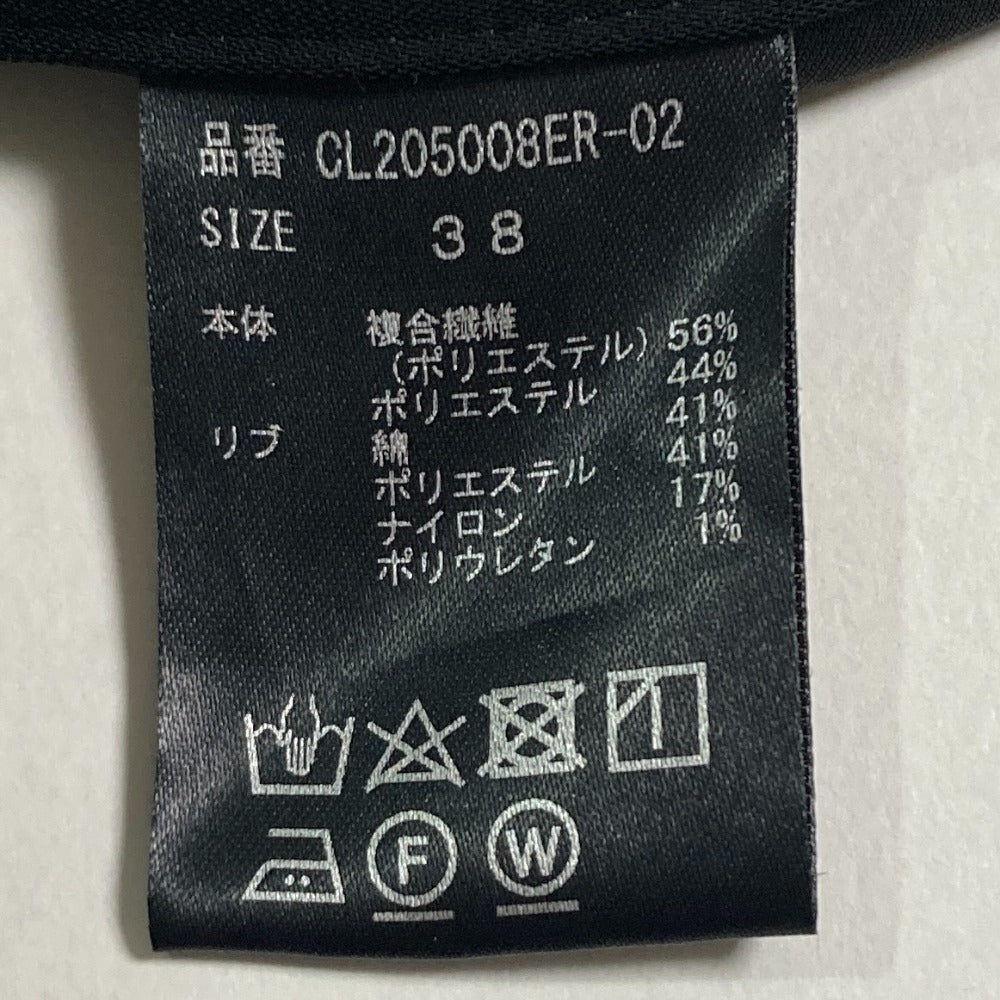 品番 CL205008ER-02
SIZE 38
本体 複合繊維
(ポリエステル) 56%
ポリエステル 44%
リブ 綿 41%
ポリエステル 41%
ナイロン 17%
ポリウレタン 1%
F W